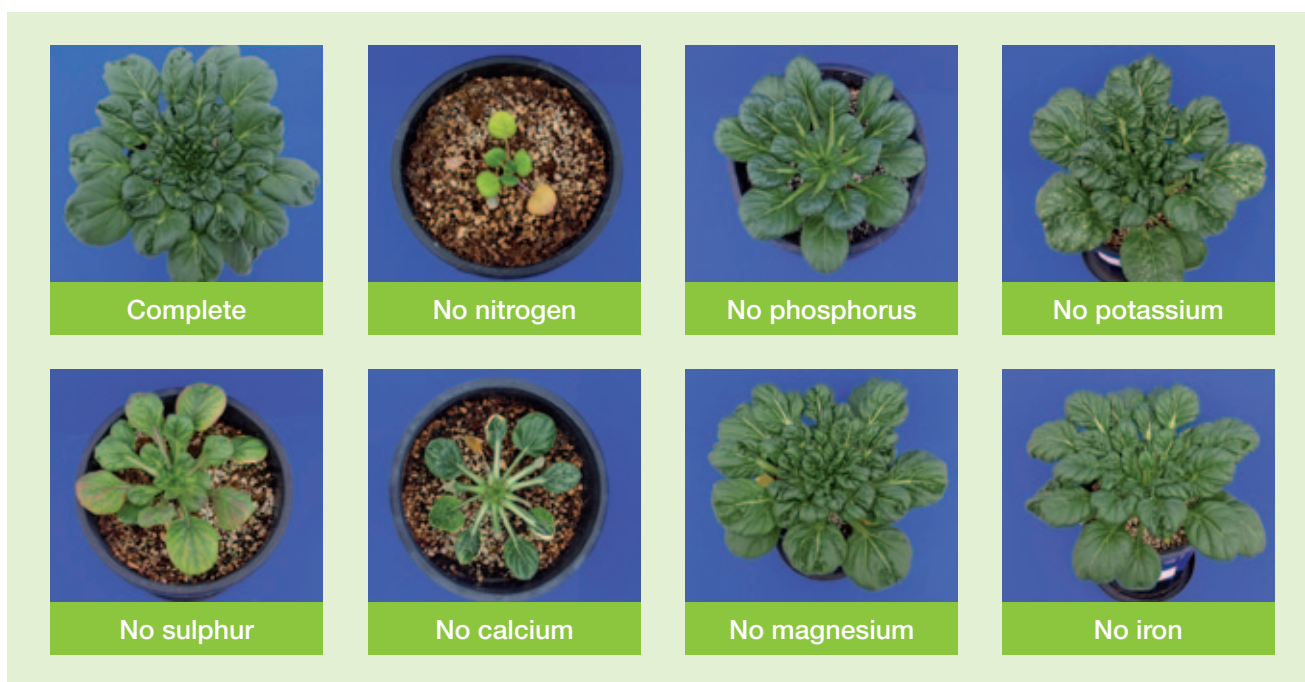 Complete
No nitrogen
No phosphorus
No potassium
No sulphur
No calcium
No magnesium
No iron